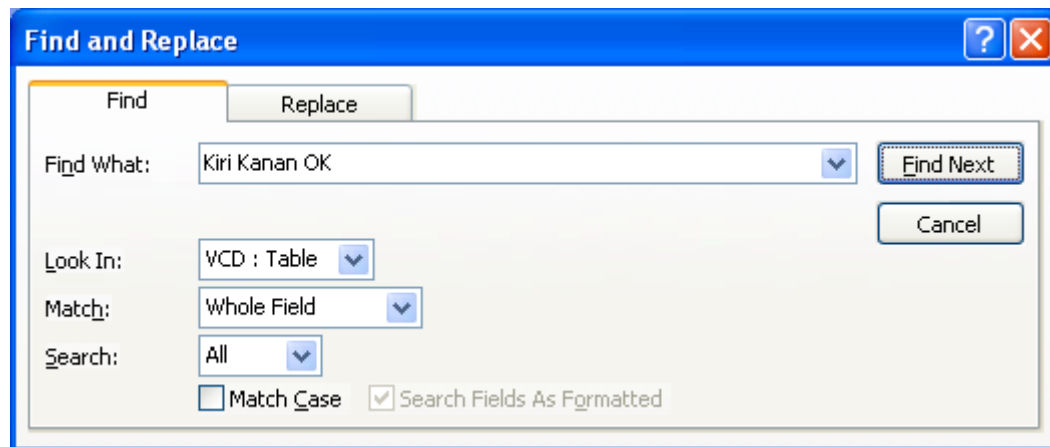 Find and Replace
Find Replace
Find What: Kiri Kanan OK Find Next
Cancel
Look In: VCD : Table
Match: Whole Field
Search: All
Match Case Search Fields As Formatted